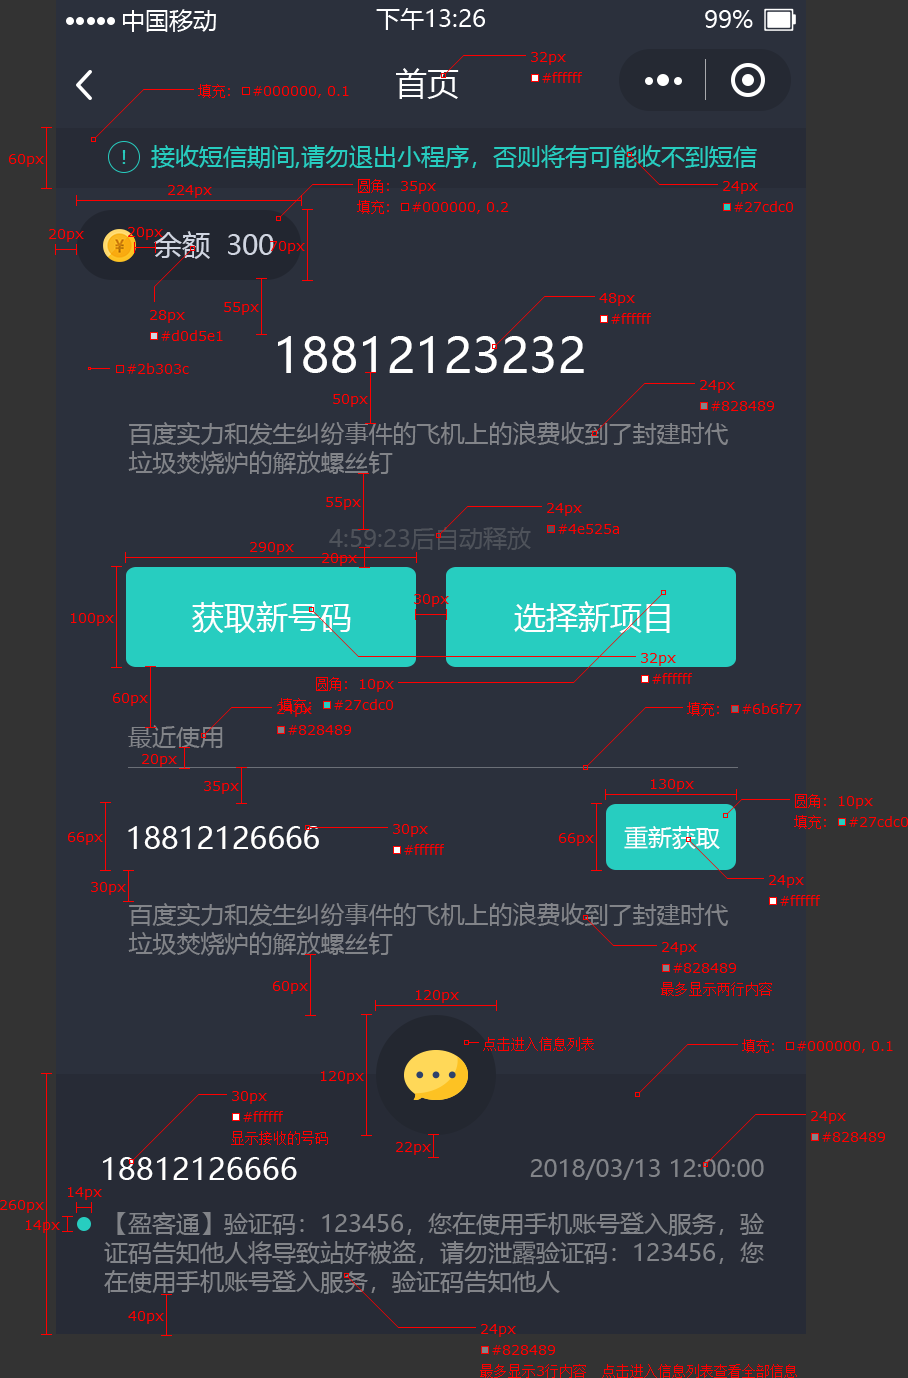 中国移动 下午13:26 99%
32px
首页
#ffffff
填充: #000000, 0.1
60px
! 接收短信期间,请勿退出小程序，否则将有可能收不到短信
224px
圆角: 35px
24px
填充: #000000, 0.2
#27cdc0
20px
20px
¥ 余额 300
70px
28px
55px
48px
#d0d5e1
#ffffff
18812123232
#2b303c
24px
50px
#828489
百度实力和发生纠纷事件的飞机上的浪费收到了封建时代
垃圾焚烧炉的解放螺丝钉
55px
24px
#4e525a
4:59:23后自动释放
290px
20px
30px
100px
获取新号码
选择新项目
32px
#ffffff
圆角: 10px
60px
填充: #27cdc0
24px
填充: #6b6f77
#828489
最近使用
20px
35px
130px
圆角: 10px
填充: #27cdc0
66px
18812126666
30px
#ffffff
66px
重新获取
24px
#ffffff
30px
百度实力和发生纠纷事件的飞机上的浪费收到了封建时代
垃圾焚烧炉的解放螺丝钉
24px
#828489
最多显示两行内容
60px
120px
点击进入信息列表
填充: #000000, 0.1
120px
30px
#ffffff
显示接收的号码
24px
#828489
22px
18812126666
2018/03/13 12:00:00
14px
260px
14px
【盈客通】验证码：123456，您在使用手机账号登入服务，验
证码告知他人将导致站好被盗，请勿泄露验证码：123456，您
在使用手机账号登入服务，验证码告知他人
40px
24px
#828489
最多显示3行内容 点击进入信息列表查看全部信息